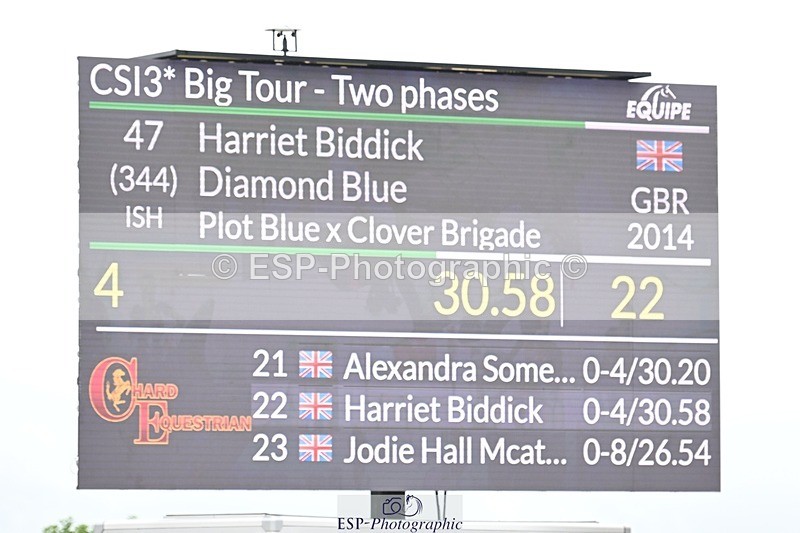 CSI3* Big Tour - Two phases
EQUIPE
47 Harriet Biddick
(344) Diamond Blue GBR
ISH Plot Blue x Clover Brigade 2014
© ESP-Photographic ©
4 30.58 22
CHARD EQUESTRIAN
21 Alexandra Some... 0-4/30.20
22 Harriet Biddick 0-4/30.58
23 Jodie Hall Mcat... 0-8/26.54
ESP-Photographic